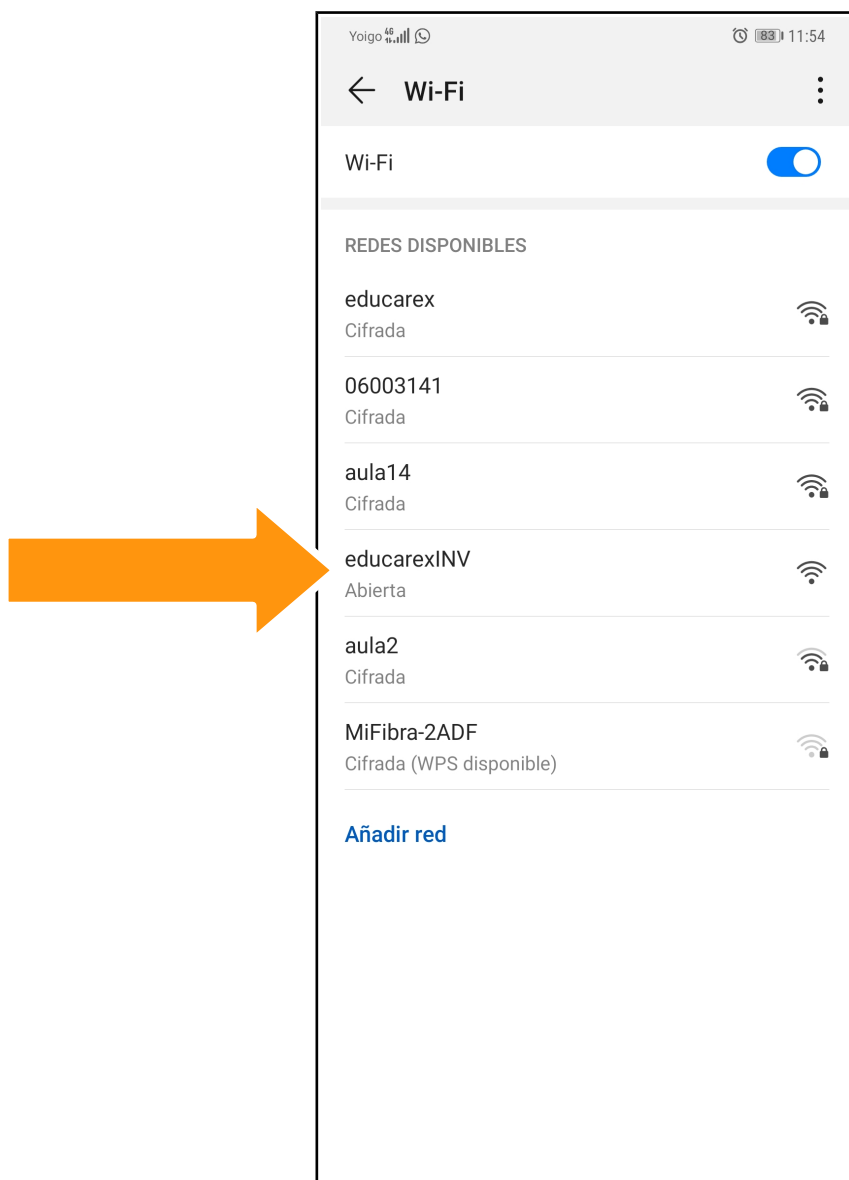 Yoigo 4G 83 11:54
Wi-Fi
Wi-Fi
REDES DISPONIBLES
educarex
Cifrada
06003141
Cifrada
aula14
Cifrada
educarexINV
Abierta
aula2
Cifrada
MiFibra-2ADF
Cifrada (WPS disponible)
Añadir red